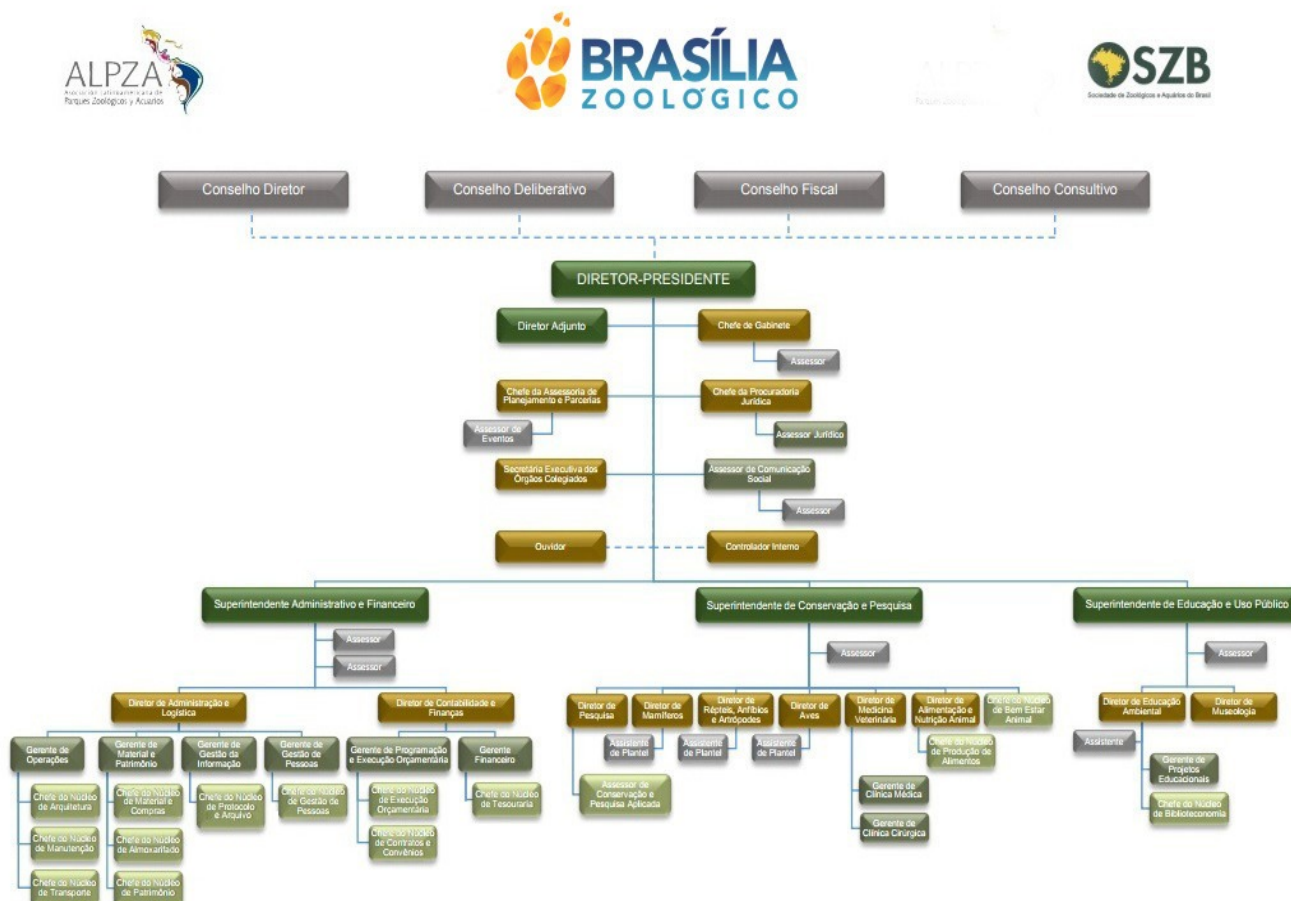 ALPZA
Asociación Latinoamericana de
Parques Zoológicos y Acuarios
BRASÍLIA
ZOOLÓGICO
SZB
Sociedade de Zoológicos e Aquários do Brasil
Conselho Diretor
Conselho Deliberativo
Conselho Fiscal
Conselho Consultivo
DIRETOR-PRESIDENTE
Diretor Adjunto
Chefe de Gabinete
Assessor
Chefe da Assessoria de
Planejamento e Parcerias
Chefe da Procuradoria
Jurídica
Assessor de
Eventos
Assessor Jurídico
Secretária Executiva dos
Órgãos Colegiados
Assessor de Comunicação
Social
Assessor
Ouvidor
Controlador Interno
Superintendente Administrativo e Financeiro
Superintendente de Conservação e Pesquisa
Superintendente de Educação e Uso Público
Assessor
Assessor
Assessor
Assessor
Diretor de Administração e
Logística
Diretor de Contabilidade e
Finanças
Diretor de
Pesquisa
Diretor de
Mamíferos
Diretor de
Répteis, Anfíbios
e Artrópodes
Diretor de
Aves
Diretor de
Medicina
Veterinária
Diretor de
Alimentação e
Nutrição Animal
Chefe do Núcleo
de Bem Estar
Animal
Diretor de Educação
Ambiental
Diretor de
Museologia
Gerente de
Operações
Gerente de
Material e
Patrimônio
Gerente de
Gestão da
Informação
Gerente de
Gestão de
Pessoas
Gerente de Programação
e Execução Orçamentária
Gerente
Financeiro
Assistente
de Plantel
Assistente
de Plantel
Assistente
de Plantel
Chefe do Núcleo
de Produção de
Alimentos
Assistente
Gerente de
Projetos
Educacionais
Chefe do Núcleo
de Arquitetura
Chefe do Núcleo
de Material e
Compras
Chefe do Núcleo
de Protocolo e
Arquivo
Chefe do Núcleo
de Gestão de
Pessoas
Chefe do Núcleo
de Execução
Orçamentária
Chefe do Núcleo
de Tesouraria
Assessor de
Conservação e
Pesquisa Aplicada
Gerente de
Clínica Médica
Chefe do Núcleo
de Biblioteconomia
Chefe do Núcleo
de Manutenção
Chefe do Núcleo
de Almoxarifado
Chefe do Núcleo
de Contratos e
Convênios
Gerente de
Clínica Cirúrgica
Chefe do Núcleo
de Transporte
Chefe do Núcleo
de Patrimônio